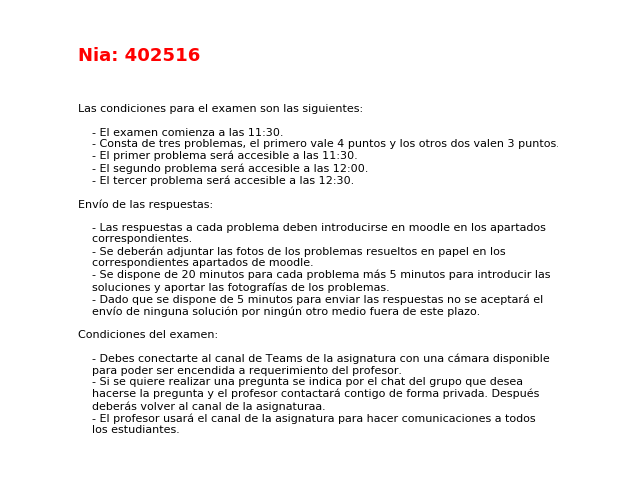 Nia: 402516
Las condiciones para el examen son las siguientes:
- El examen comienza a las 11:30.
- Consta de tres problemas, el primero vale 4 puntos y los otros dos valen 3 puntos.
- El primer problema será accesible a las 11:30.
- El segundo problema será accesible a las 12:00.
- El tercer problema será accesible a las 12:30.
Envío de las respuestas:
- Las respuestas a cada problema deben introducirse en moodle en los apartados
correspondientes.
- Se deberán adjuntar las fotos de los problemas resueltos en papel en los
correspondientes apartados de moodle.
- Se dispone de 20 minutos para cada problema más 5 minutos para introducir las
soluciones y aportar las fotografías de los problemas.
- Dado que se dispone de 5 minutos para enviar las respuestas no se aceptará el
envío de ninguna solución por ningún otro medio fuera de este plazo.
Condiciones del examen:
- Debes conectarte al canal de Teams de la asignatura con una cámara disponible
para poder ser encendida a requerimiento del profesor.
- Si se quiere realizar una pregunta se indica por el chat del grupo que desea
hacerse la pregunta y el profesor contactará contigo de forma privada. Después
deberás volver al canal de la asignaturaa.
- El profesor usará el canal de la asignatura para hacer comunicaciones a todos
los estudiantes.